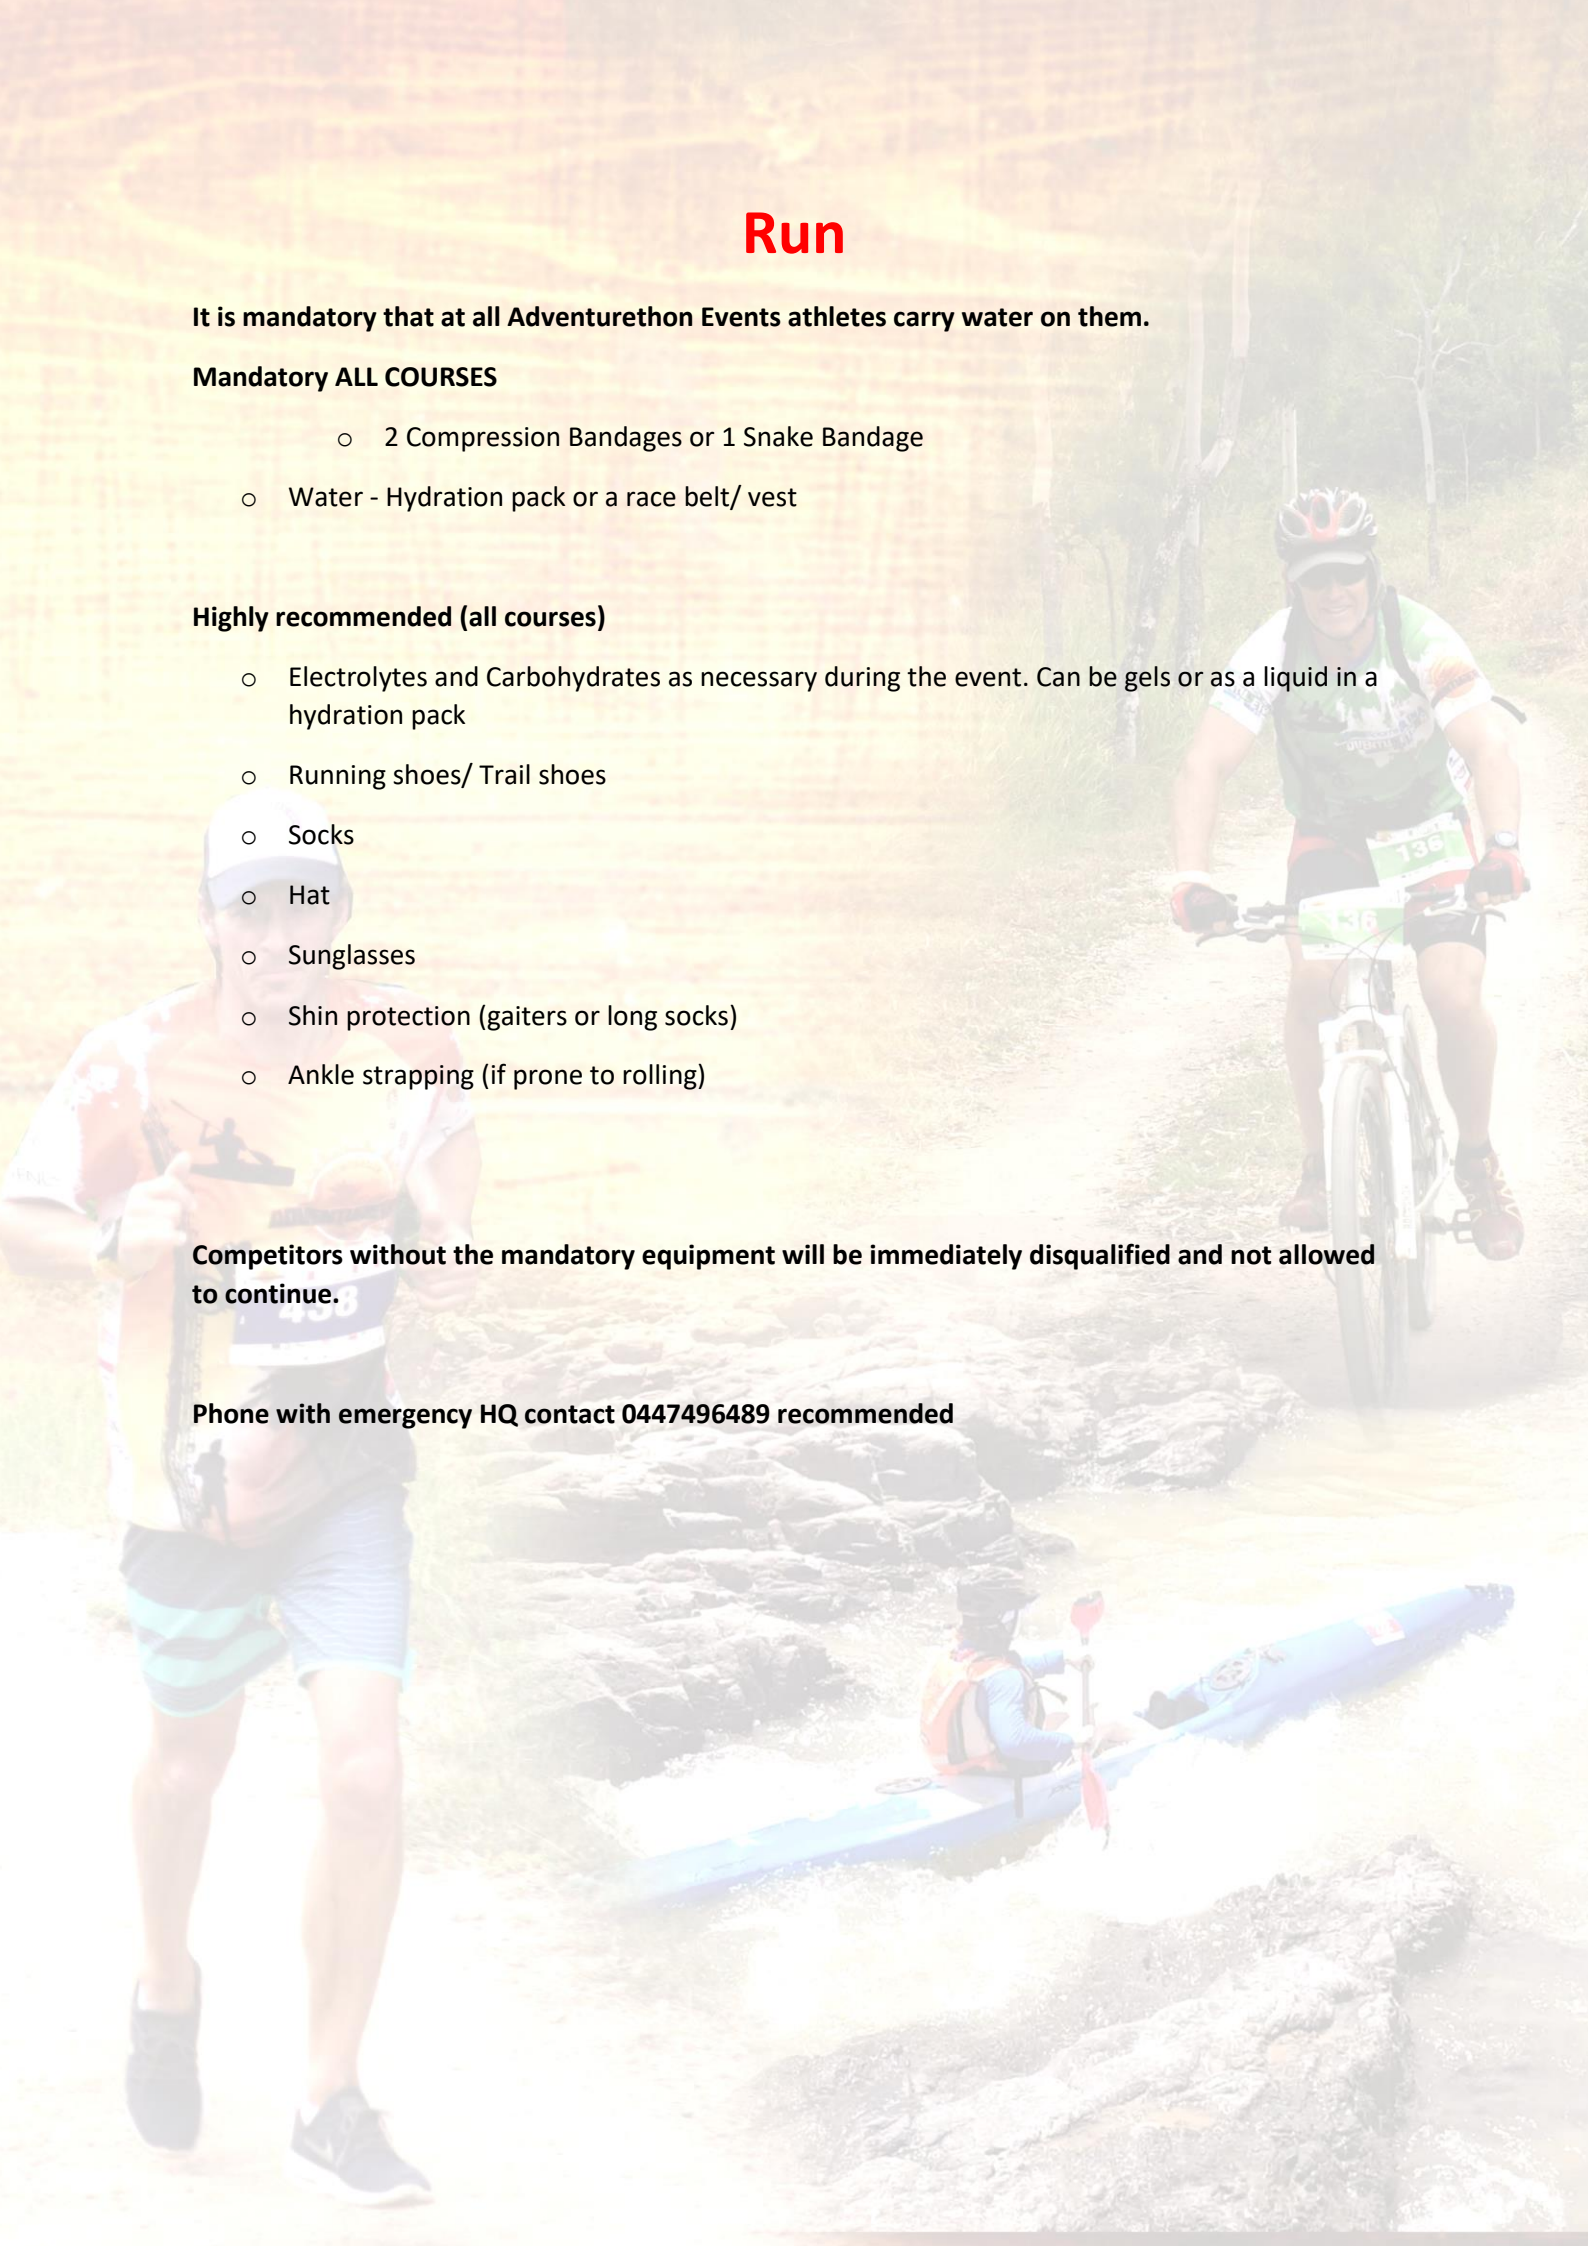 Run
It is mandatory that at all Adventurethon Events athletes carry water on them.
Mandatory ALL COURSES
o 2 Compression Bandages or 1 Snake Bandage
o Water - Hydration pack or a race belt/ vest
Highly recommended (all courses)
o Electrolytes and Carbohydrates as necessary during the event. Can be gels or as a liquid in a
hydration pack
o Running shoes/ Trail shoes
o Socks
o Hat
o Sunglasses
o Shin protection (gaiters or long socks)
o Ankle strapping (if prone to rolling)
136
136
Competitors without the mandatory equipment will be immediately disqualified and not allowed
to continue.
498
Phone with emergency HQ contact 0447496489 recommended